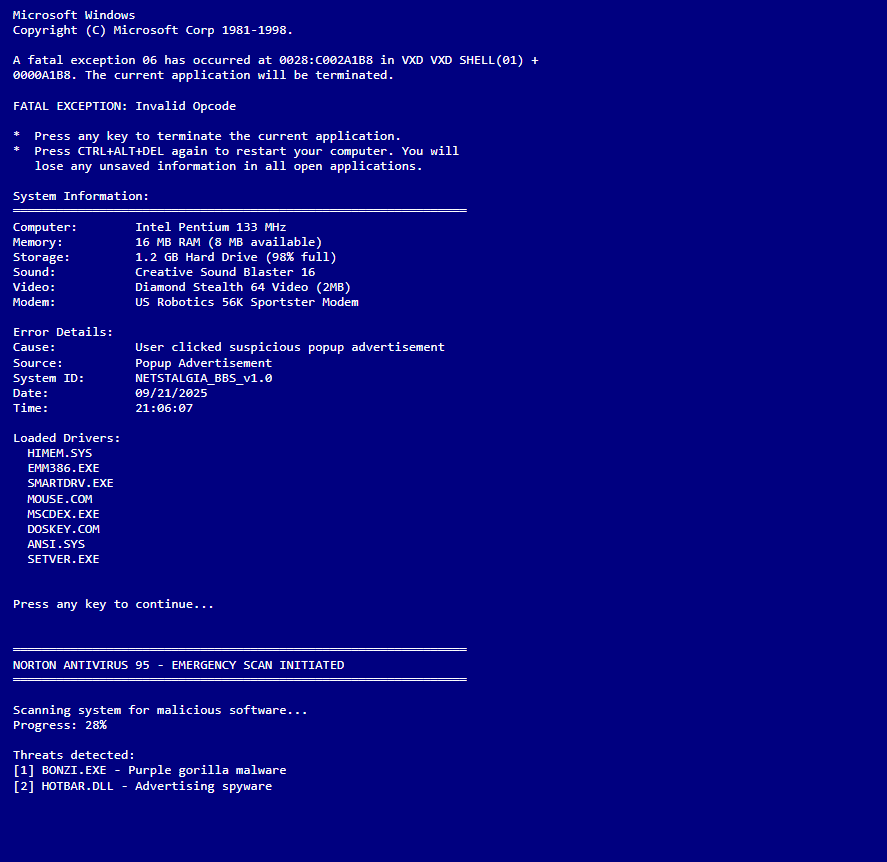 Microsoft Windows
Copyright (C) Microsoft Corp 1981-1998.
A fatal exception 06 has occurred at 0028:C002A1B8 in VXD VXD SHELL(01) +
0000A1B8. The current application will be terminated.
FATAL EXCEPTION: Invalid Opcode
*  Press any key to terminate the current application.
*  Press CTRL+ALT+DEL again to restart your computer. You will
   lose any unsaved information in all open applications.
System Information:
Computer:        Intel Pentium 133 MHz
Memory:          16 MB RAM (8 MB available)
Storage:         1.2 GB Hard Drive (98% full)
Sound:           Creative Sound Blaster 16
Video:           Diamond Stealth 64 Video (2MB)
Modem:           US Robotics 56K Sportster Modem
Error Details:
Cause:           User clicked suspicious popup advertisement
Source:          Popup Advertisement
System ID:       NETSTALGIA_BBS_v1.0
Date:            09/21/2025
Time:            21:06:07
Loaded Drivers:
  HIMEM.SYS
  EMM386.EXE
  SMARTDRV.EXE
  MOUSE.COM
  MSCDEX.EXE
  DOSKEY.COM
  ANSI.SYS
  SETVER.EXE
Press any key to continue...
NORTON ANTIVIRUS 95 - EMERGENCY SCAN INITIATED
Scanning system for malicious software...
Progress: 28%
Threats detected:
[1] BONZI.EXE - Purple gorilla malware
[2] HOTBAR.DLL - Advertising spyware